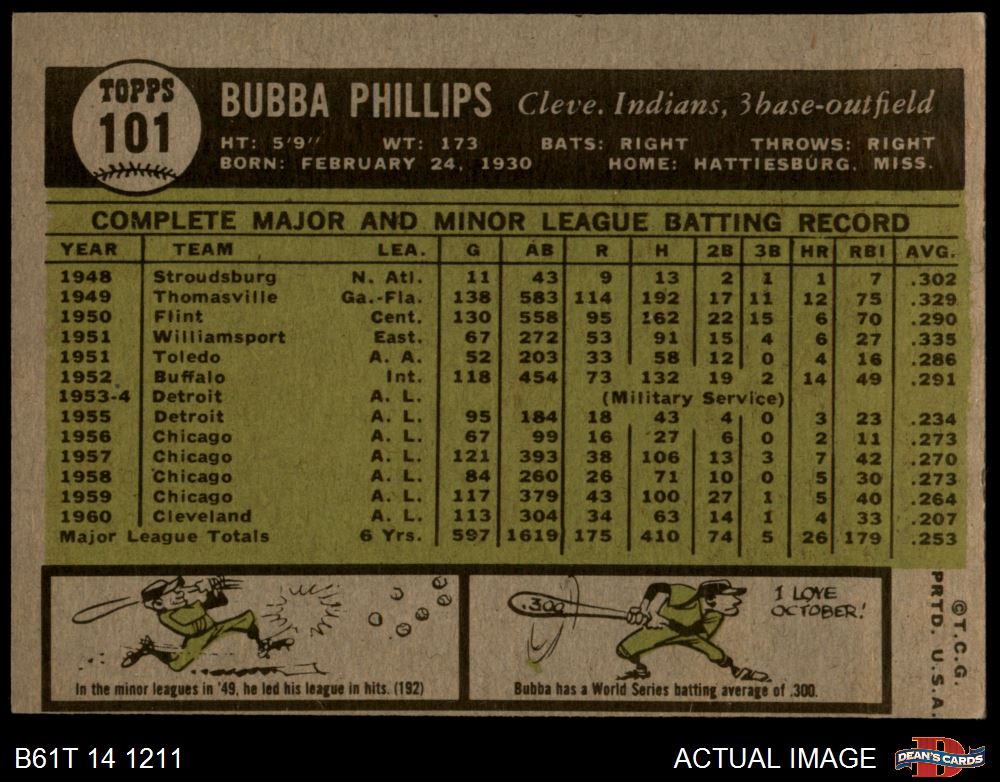 TOPPS
101
BUBBA PHILLIPS Cleve. Indians, 3base-outfield
HT: 5'9" WT: 173 BATS: RIGHT THROWS: RIGHT
BORN: FEBRUARY 24, 1930 HOME: HATTIESBURG, MISS.
COMPLETE MAJOR AND MINOR LEAGUE BATTING RECORD
YEAR TEAM LEA. G AB R H 2B 3B HR RBI AVG.
1948 Stroudsburg N. Atl. 11 43 9 13 2 1 1 7 .302
1949 Thomasville Ga.-Fla. 138 583 114 192 17 11 12 75 .329
1950 Flint Cent. 130 558 95 162 22 15 6 70 .290
1951 Williamsport East. 67 272 53 91 15 4 6 27 .335
1951 Toledo A. A. 52 203 33 58 12 0 4 16 .286
1952 Buffalo Int. 118 454 73 132 19 2 14 49 .291
1953-4 Detroit A. L. (Military Service)
1955 Detroit A. L. 95 184 18 43 4 0 3 23 .234
1956 Chicago A. L. 67 99 16 27 6 0 2 11 .273
1957 Chicago A. L. 121 393 38 106 13 3 7 42 .270
1958 Chicago A. L. 84 260 26 71 10 0 5 30 .273
1959 Chicago A. L. 117 379 43 100 27 1 5 40 .264
1960 Cleveland A. L. 113 304 34 63 14 1 4 33 .207
Major League Totals 6 Yrs. 597 1619 175 410 74 5 26 179 .253
In the minor leagues in '49, he led his league in hits. (192)
.300
I LOVE
OCTOBER!
Bubba has a World Series batting average of .300.
©T.C.G.
PRTD. U.S.A.
B61T 14 1211
ACTUAL IMAGE
D
DEAN'S CARDS